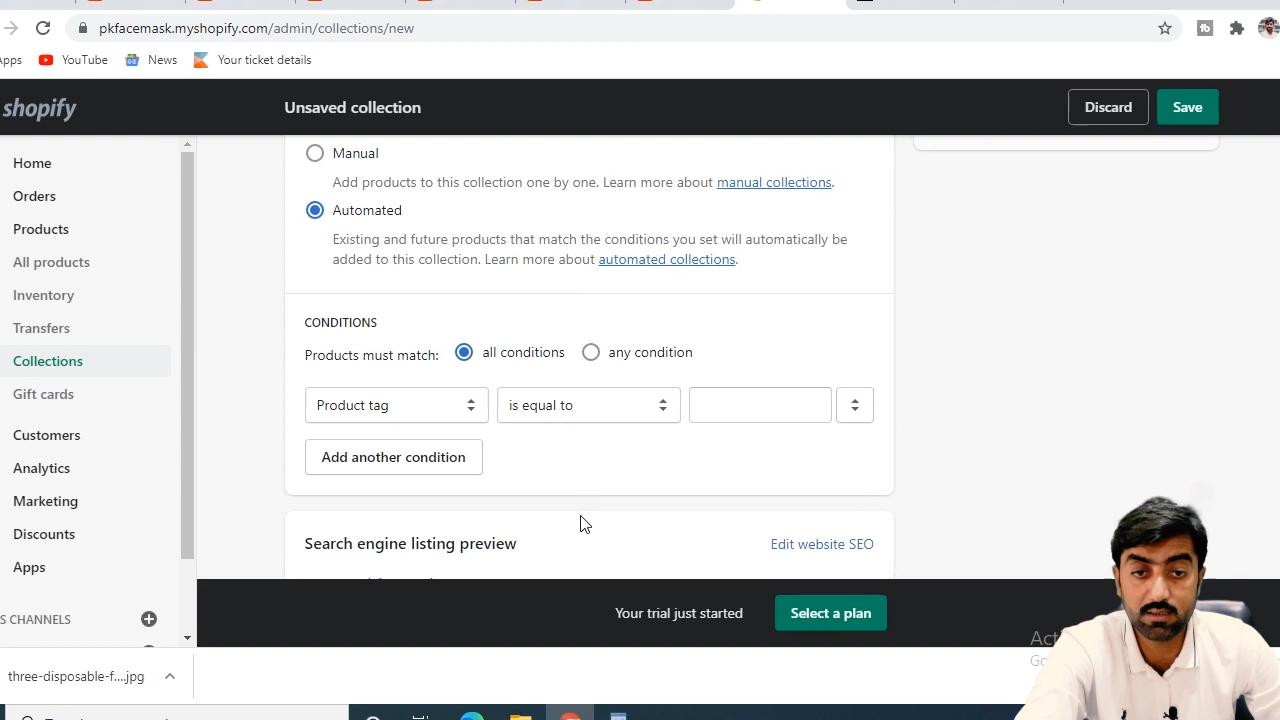 pkfacemask.myshopify.com/admin/collections/new
Apps YouTube News Your ticket details
shopify Unsaved collection Discard Save
Home
Orders
Products
All products
Inventory
Transfers
Collections
Gift cards
Customers
Analytics
Marketing
Discounts
Apps
S CHANNELS
Manual
Add products to this collection one by one. Learn more about manual collections.
Automated
Existing and future products that match the conditions you set will automatically be
added to this collection. Learn more about automated collections.
CONDITIONS
Products must match: all conditions any condition
Product tag is equal to
Add another condition
Search engine listing preview Edit website SEO
Your trial just started Select a plan
three-disposable-f....jpg